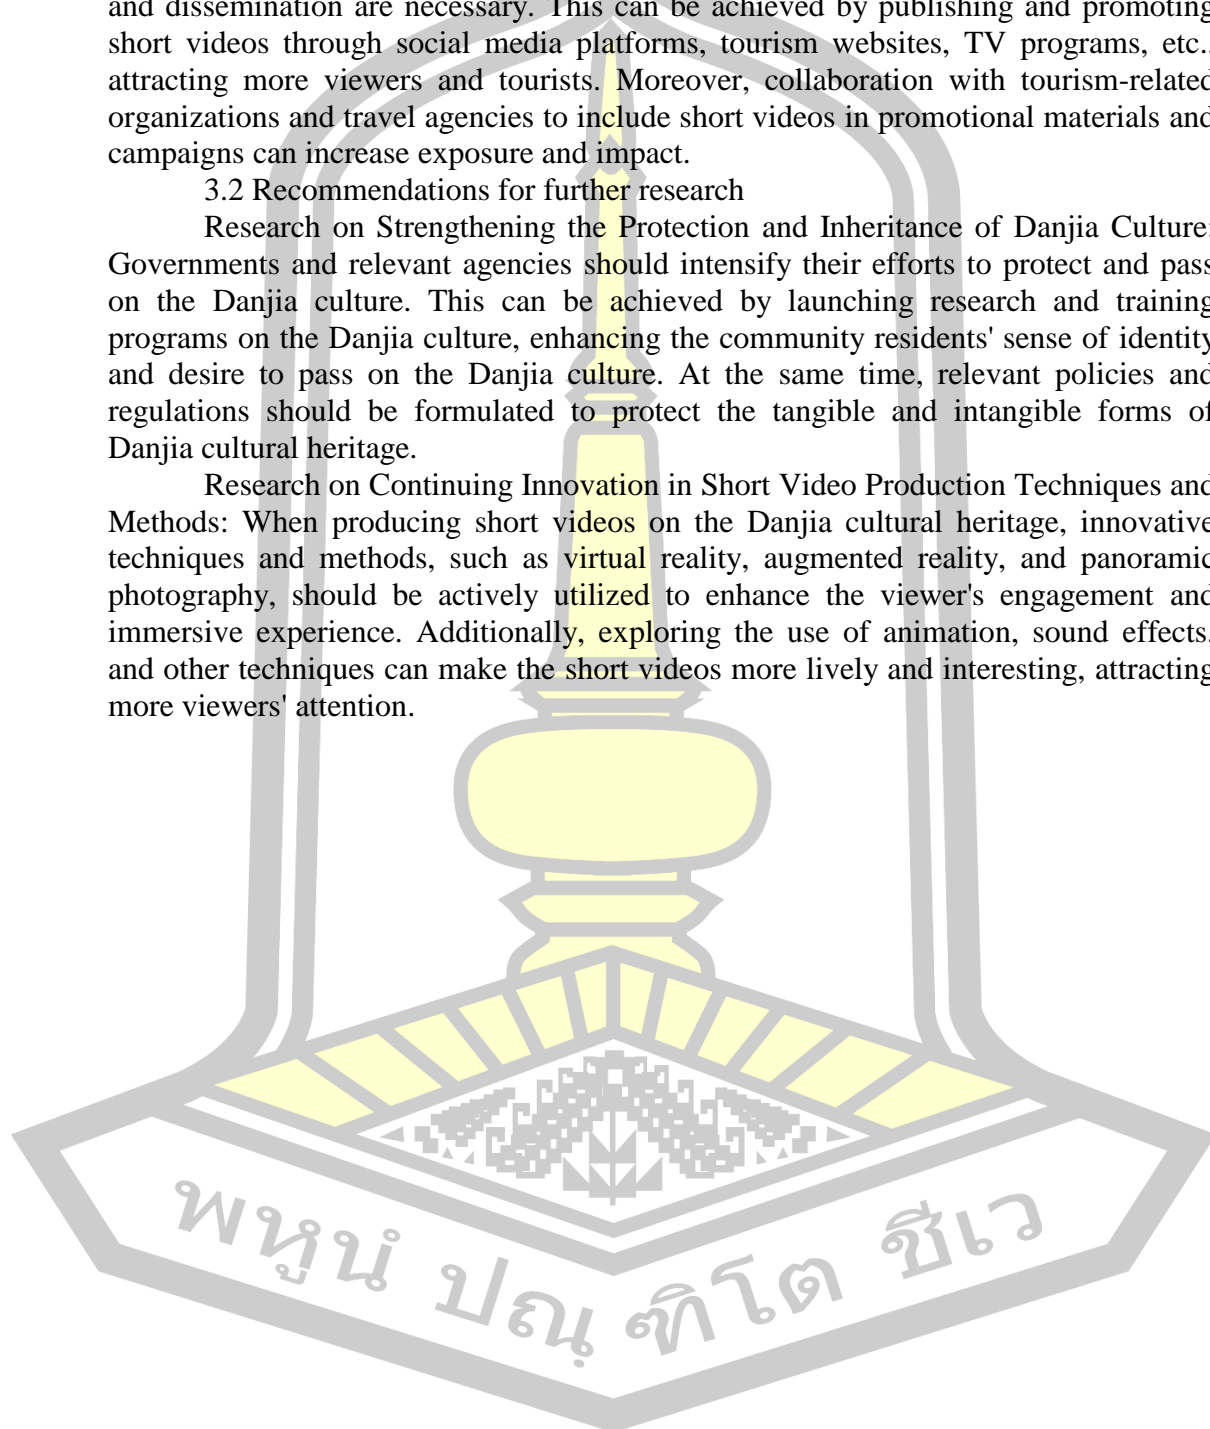 and dissemination are necessary. This can be achieved by publishing and promoting
short videos through social media platforms, tourism websites, TV programs, etc.,
attracting more viewers and tourists. Moreover, collaboration with tourism-related
organizations and travel agencies to include short videos in promotional materials and
campaigns can increase exposure and impact.
3.2 Recommendations for further research
Research on Strengthening the Protection and Inheritance of Danjia Culture:
Governments and relevant agencies should intensify their efforts to protect and pass
on the Danjia culture. This can be achieved by launching research and training
programs on the Danjia culture, enhancing the community residents' sense of identity
and desire to pass on the Danjia culture. At the same time, relevant policies and
regulations should be formulated to protect the tangible and intangible forms of
Danjia cultural heritage.
Research on Continuing Innovation in Short Video Production Techniques and
Methods: When producing short videos on the Danjia cultural heritage, innovative
techniques and methods, such as virtual reality, augmented reality, and panoramic
photography, should be actively utilized to enhance the viewer's engagement and
immersive experience. Additionally, exploring the use of animation, sound effects,
and other techniques can make the short videos more lively and interesting, attracting
more viewers' attention.
พหูนํ ปณฺฑิโต ชีเว